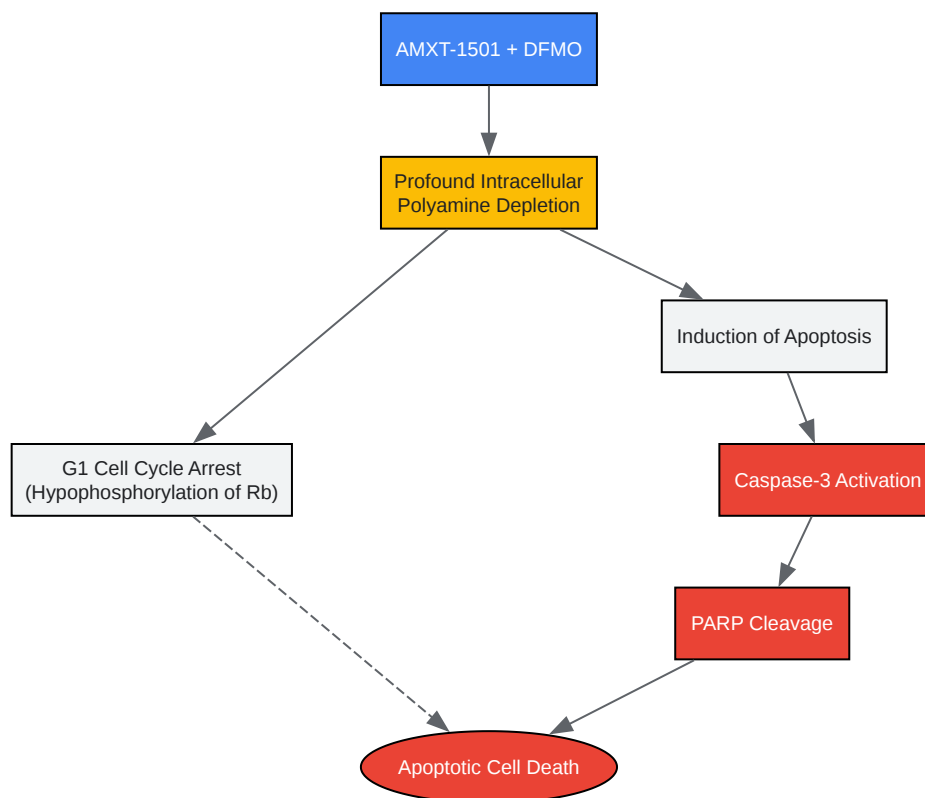 AMXT-1501 + DFMO
Profound Intracellular
Polyamine Depletion
Induction of Apoptosis
G1 Cell Cycle Arrest
(Hypophosphorylation of Rb)
Caspase-3 Activation
PARP Cleavage
Apoptotic Cell Death